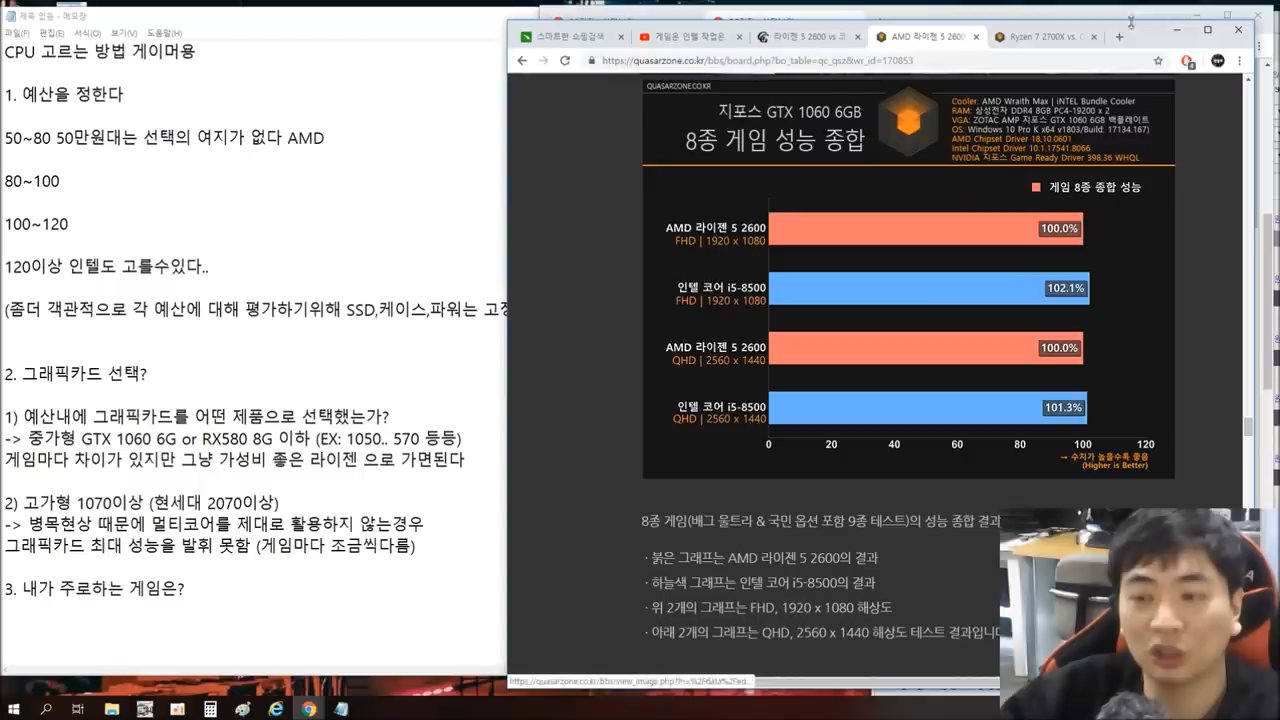 제목 없음 - 메모장
파일(F) 편집(E) 서식(O) 보기(V) 도움말(H)
CPU 고르는 방법 게이머용
1. 예산을 정한다
50~80 50만원대는 선택의 여지가 없다 AMD
80~100
100~120
120이상 인텔도 고를수있다..
(좀더 객관적으로 각 예산에 대해 평가하기위해 SSD,케이스,파워는 고정
2. 그래픽카드 선택?
1) 예산내에 그래픽카드를 어떤 제품으로 선택했는가?
-> 중가형 GTX 1060 6G or RX580 8G 이하 (EX: 1050.. 570 등등)
게임마다 차이가 있지만 그냥 가성비 좋은 라이젠 으로 가면된다
2) 고가형 1070이상 (현세대 2070이상)
-> 병목현상 때문에 멀티코어를 제대로 활용하지 않는경우
그래픽카드 최대 성능을 발휘 못함 (게임마다 조금씩다름)
3. 내가 주로하는 게임은?
스마트한 쇼핑검색
게임은 인텔 작업은
라이젠 5 2600 vs 코
AMD 라이젠 5 2600
Ryzen 7 2700X vs. C
https://quasarzone.co.kr/bbs/board.php?bo_table=qc_qsz&wr_id=170853
QUASARZONE.CO.KR
지포스 GTX 1060 6GB
8종 게임 성능 종합
Cooler: AMD Wraith Max | iNTEL Bundle Cooler
RAM: 삼성전자 DDR4 8GB PC4-19200 x 2
VGA: ZOTAC AMP 지포스 GTX 1060 6GB 백플레이트
OS: Windows 10 Pro K x64 v1803/Build: 17134.167)
AMD Chipset Driver 18.10.0601
Intel Chipset Driver 10.1.17541.8066
NVIDIA 지포스 Game Ready Driver 398.36 WHQL
게임 8종 종합 성능
AMD 라이젠 5 2600
FHD | 1920 x 1080
100.0%
인텔 코어 i5-8500
FHD | 1920 x 1080
102.1%
AMD 라이젠 5 2600
QHD | 2560 x 1440
100.0%
인텔 코어 i5-8500
QHD | 2560 x 1440
101.3%
0 20 40 60 80 100 120
→ 수치가 높을수록 좋음
(Higher is Better)
8종 게임(배그 울트라 & 국민 옵션 포함 9종 테스트)의 성능 종합 결과
· 붉은 그래프는 AMD 라이젠 5 2600의 결과
· 하늘색 그래프는 인텔 코어 i5-8500의 결과
· 위 2개의 그래프는 FHD, 1920 x 1080 해상도
· 아래 2개의 그래프는 QHD, 2560 x 1440 해상도 테스트 결과입니다
https://quasarzone.co.kr/bbs/view_image.php?fn=%2Fdata%2Fed...